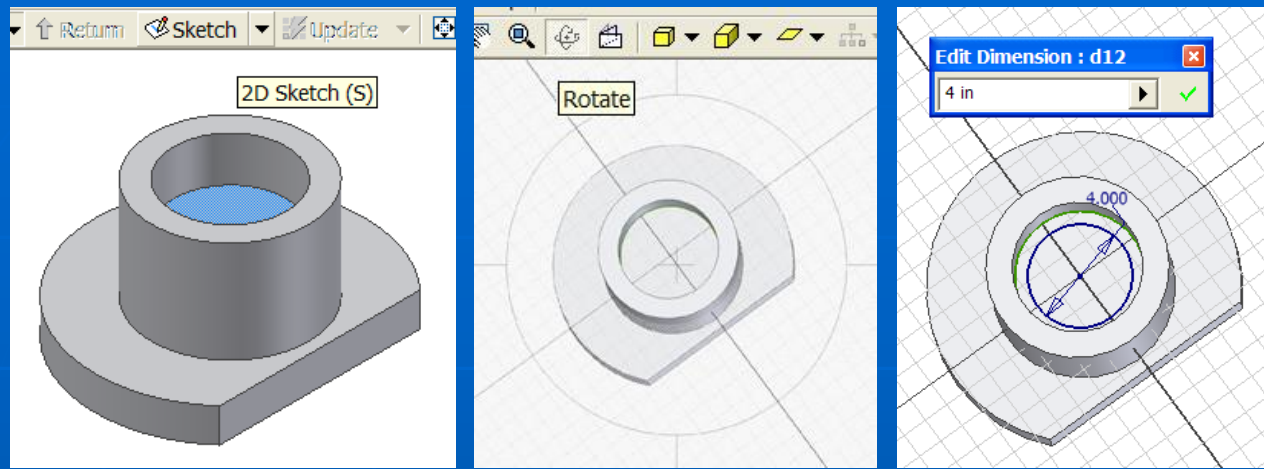 Return Sketch Update
2D Sketch (S)
Rotate
Edit Dimension : d12
4 in
4.000